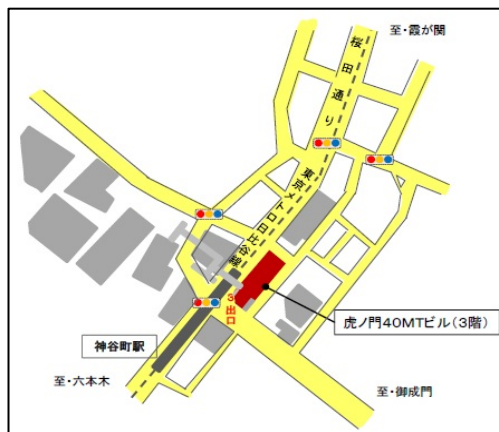 至・霞が関
桜田通り
東京メトロ日比谷線
3出口
虎ノ門40MTビル(3階)
神谷町駅
至・六本木
至・御成門